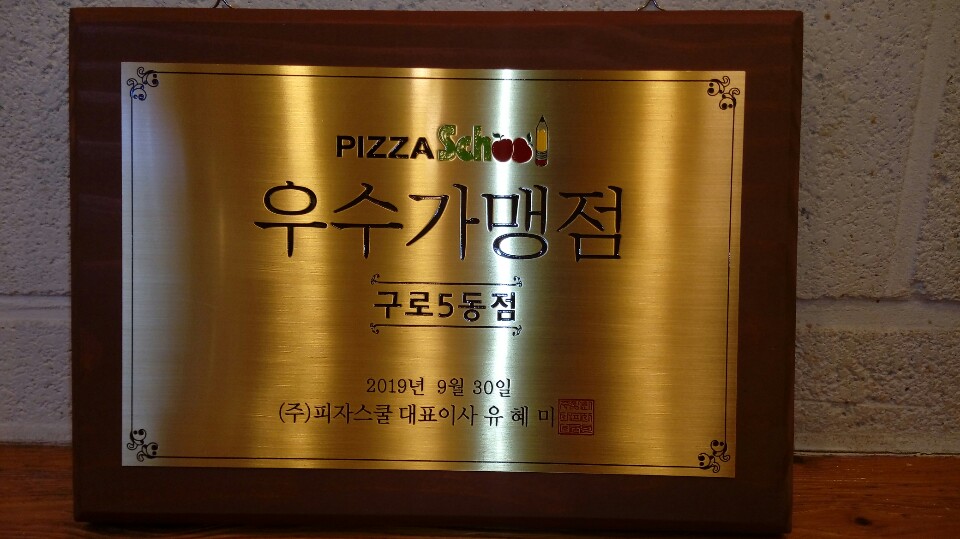 PIZZA School
우수가맹점
구로5동점
2019년 9월 30일
(주)피자스쿨 대표이사 유 혜 미